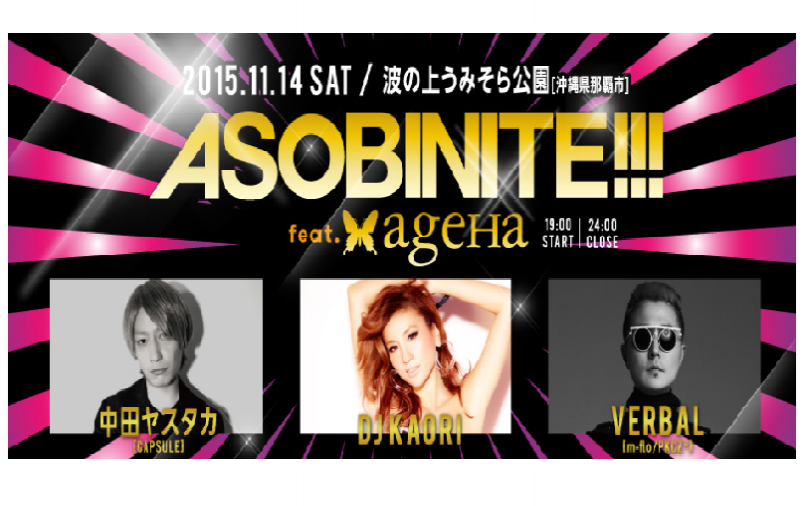 2015.11.14 SAT / 波の上うみそら公園[沖縄県那覇市]
ASOBINITE!!!
feat. ageHa
19:00 START | 24:00 CLOSE
中田ヤスタカ
[CAPSULE]
DJ KAORI
VERBAL
[m-flo/PKCZ®]